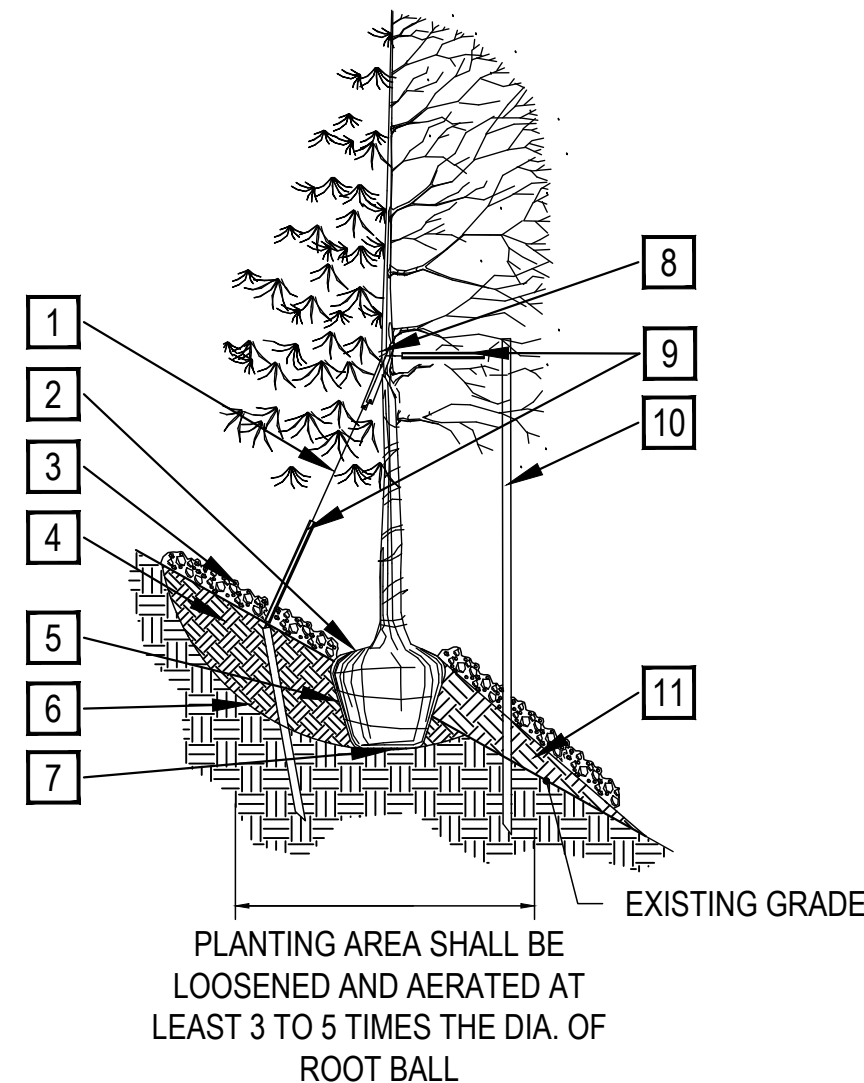 1
2
3
4
5
6
7
8
9
10
11
EXISTING GRADE
PLANTING AREA SHALL BE
LOOSENED AND AERATED AT
LEAST 3 TO 5 TIMES THE DIA. OF
ROOT BALL